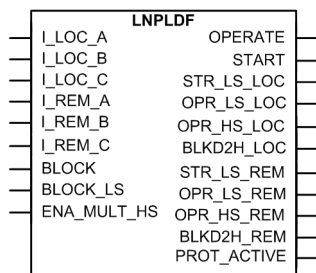 LNPLDF
I_LOC_A
I_LOC_B
I_LOC_C
I_REM_A
I_REM_B
I_REM_C
BLOCK
BLOCK_LS
ENA_MULT_HS
OPERATE
START
STR_LS_LOC
OPR_LS_LOC
OPR_HS_LOC
BLKD2H_LOC
STR_LS_REM
OPR_LS_REM
OPR_HS_REM
BLKD2H_REM
PROT_ACTIVE